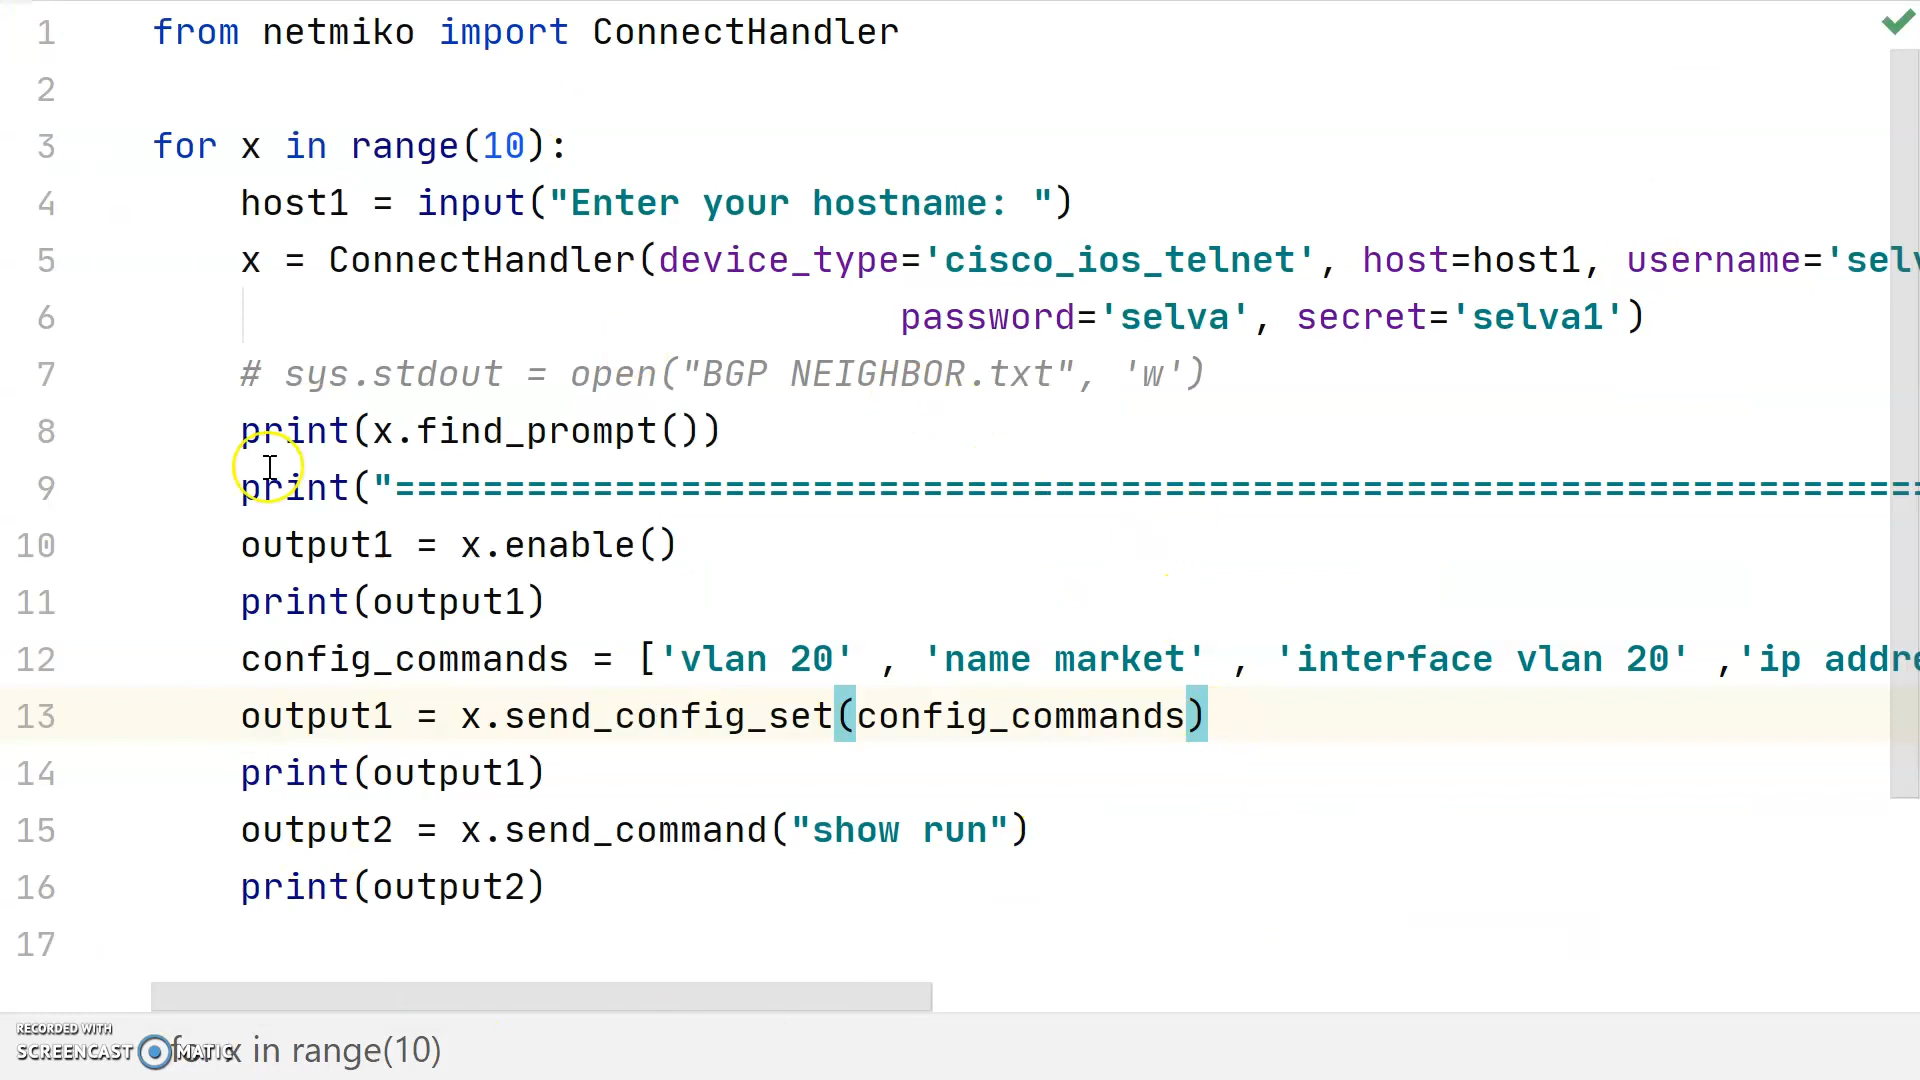 1 from netmiko import ConnectHandler
2
3 for x in range(10):
4 host1 = input("Enter your hostname: ")
5 x = ConnectHandler(device_type='cisco_ios_telnet', host=host1, username='selv
6 password='selva', secret='selva1')
7 # sys.stdout = open("BGP NEIGHBOR.txt", 'w')
8 print(x.find_prompt())
9 print("=====================================================================
10 output1 = x.enable()
11 print(output1)
12 config_commands = ['vlan 20' , 'name market' , 'interface vlan 20' ,'ip addre
13 output1 = x.send_config_set(config_commands)
14 print(output1)
15 output2 = x.send_command("show run")
16 print(output2)
17
RECORDED WITH
SCREENCAST MATIC
for x in range(10)